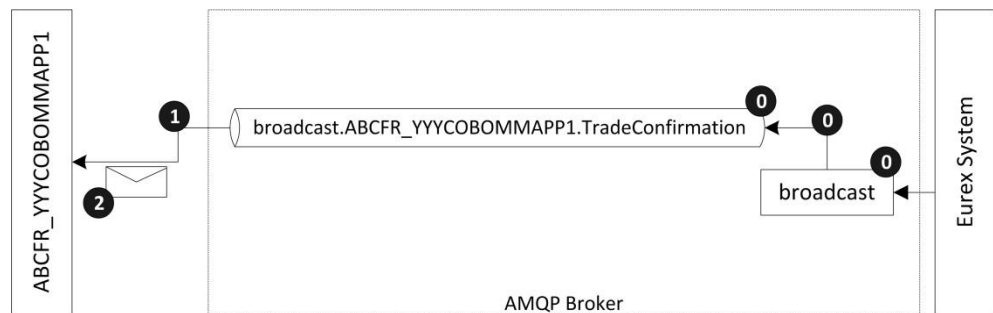 ABCFR_YYYCOBOMMAPP1
1
2
broadcast.ABCFR_YYYCOBOMMAPP1.TradeConfirmation
0
0
0
broadcast
Eurex System
AMQP Broker